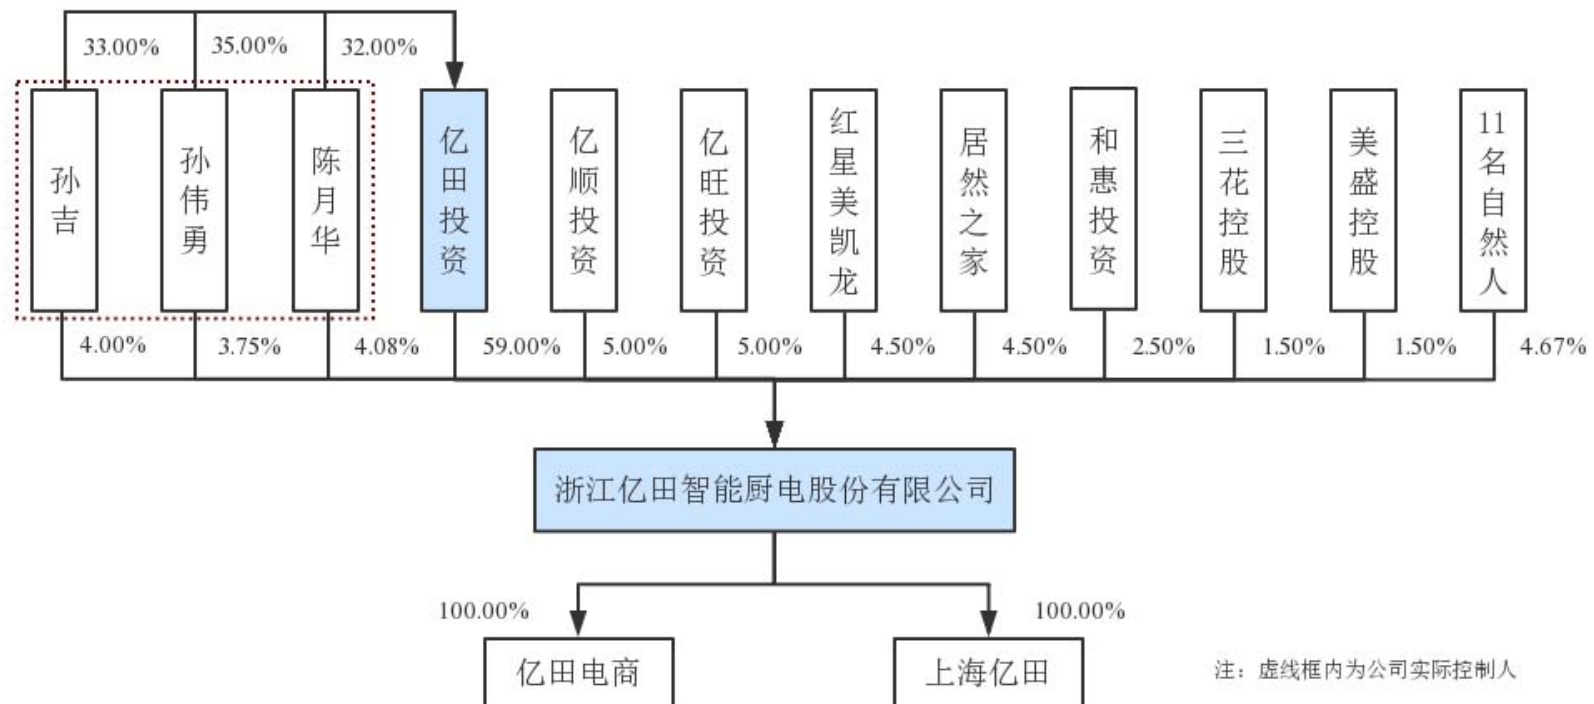 33.00% 35.00% 32.00%
孙吉
孙伟勇
陈月华
亿田投资
亿顺投资
亿旺投资
红星美凯龙
居然之家
和惠投资
三花控股
美盛控股
11名自然人
4.00% 3.75% 4.08% 59.00% 5.00% 5.00% 4.50% 4.50% 2.50% 1.50% 1.50% 4.67%
浙江亿田智能厨电股份有限公司
100.00% 100.00%
亿田电商 上海亿田
注：虚线框内为公司实际控制人